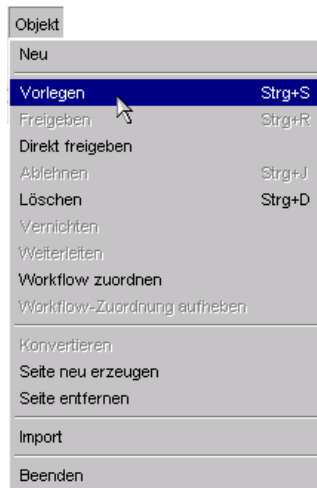 Objekt
Neu
Vorlegen Strg+S
Freigeben Strg+R
Direkt freigeben
Ablehnen Strg+J
Löschen Strg+D
Vernichten
Weiterleiten
Workflow zuordnen
Workflow-Zuordnung aufheben
Konvertieren
Seite neu erzeugen
Seite entfernen
Import
Beenden